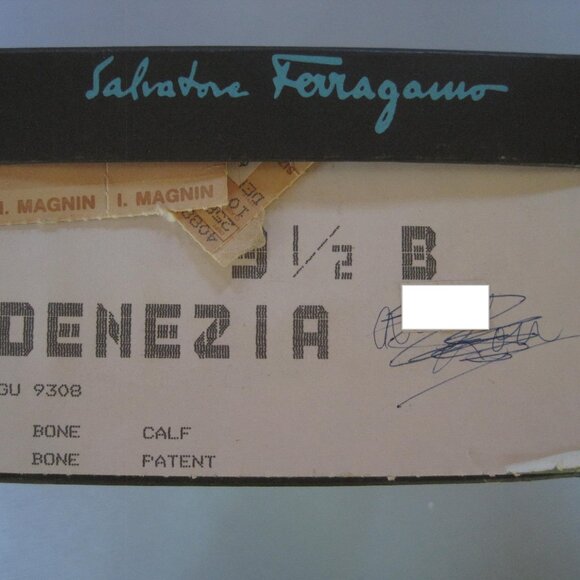 Salvatore Ferragamo
I. MAGNIN I. MAGNIN
9 1/2 B
DENEZIA
GU 9308
BONE CALF
BONE PATENT